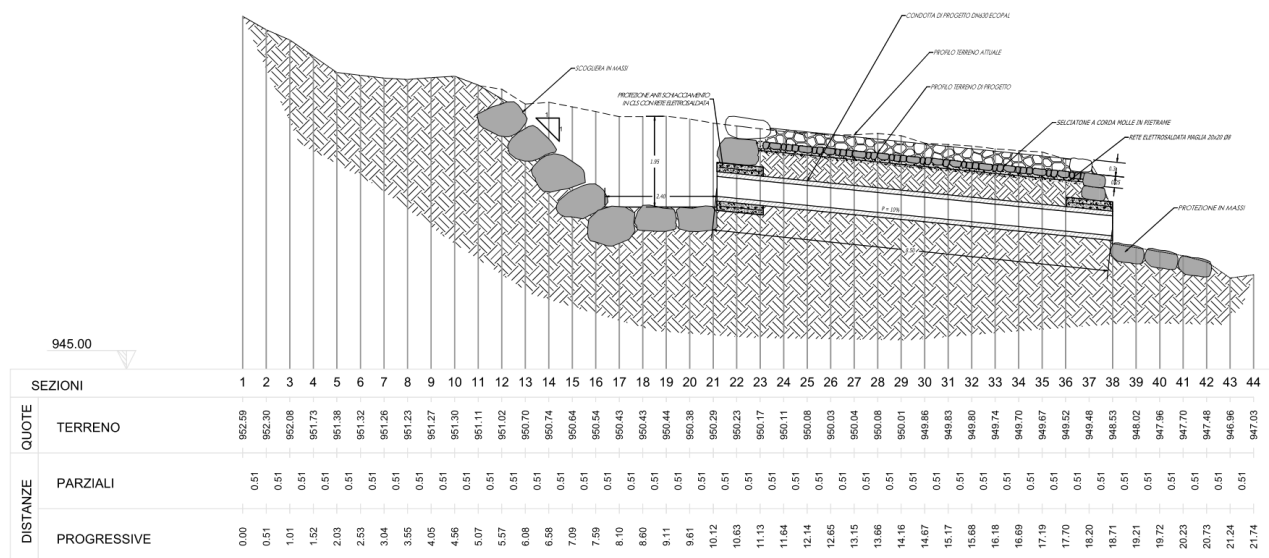 CONDOTTA DI PROGETTO DN630 ECOPAL
PROFILO TERRENO ATTUALE
SCOGLIERA IN MASSI
PROFILO TERRENO DI PROGETTO
PROTEZIONE ANTI SCHIACCIAMENTO
IN CLS CON RETE ELETTROSALDATA
SELCIATONE A CORDA MOLLE IN PIETRAME
RETE ELETTROSALDATA MAGLIA 20x20 Ø8
1
1
1.95
2.40
P = 10%
PROTEZIONE IN MASSI
945.00
SEZIONI 1 2 3 4 5 6 7 8 9 10 11 12 13 14 15 16 17 18 19 20 21 22 23 24 25 26 27 28 29 30 31 32 33 34 35 36 37 38 39 40 41 42 43 44
QUOTE
TERRENO 952.59 952.30 952.08 951.73 951.38 951.32 951.26 951.23 951.27 951.30 951.11 951.02 950.70 950.74 950.64 950.54 950.43 950.43 950.44 950.38 950.29 950.23 950.17 950.11 950.08 950.03 950.04 950.08 950.01 949.86 949.83 949.80 949.74 949.70 949.67 949.52 949.48 948.53 948.02 947.96 947.70 947.48 946.96 947.03
DISTANZE
PARZIALI 0.51 0.51 0.51 0.51 0.51 0.51 0.51 0.51 0.51 0.51 0.51 0.51 0.51 0.51 0.51 0.51 0.51 0.51 0.51 0.51 0.51 0.51 0.51 0.51 0.51 0.51 0.51 0.51 0.51 0.51 0.51 0.51 0.51 0.51 0.51 0.51 0.51 0.51 0.51 0.51 0.51 0.51 0.51
PROGRESSIVE 0.00 0.51 1.01 1.52 2.03 2.53 3.04 3.55 4.05 4.56 5.07 5.57 6.08 6.58 7.09 7.59 8.10 8.60 9.11 9.61 10.12 10.63 11.13 11.64 12.14 12.65 13.15 13.66 14.16 14.67 15.17 15.68 16.18 16.69 17.19 17.70 18.20 18.71 19.21 19.72 20.23 20.73 21.24 21.74